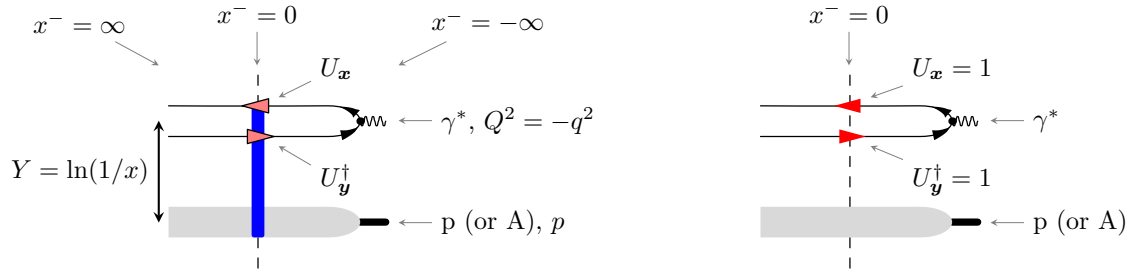 x⁻ = ∞
x⁻ = 0
x⁻ = −∞
U_𝒙
γ*, Q² = −q²
Y = ln(1/x)
U_𝒚^†
p (or A), p
x⁻ = 0
U_𝒙 = 1
γ*
U_𝒚^† = 1
p (or A)